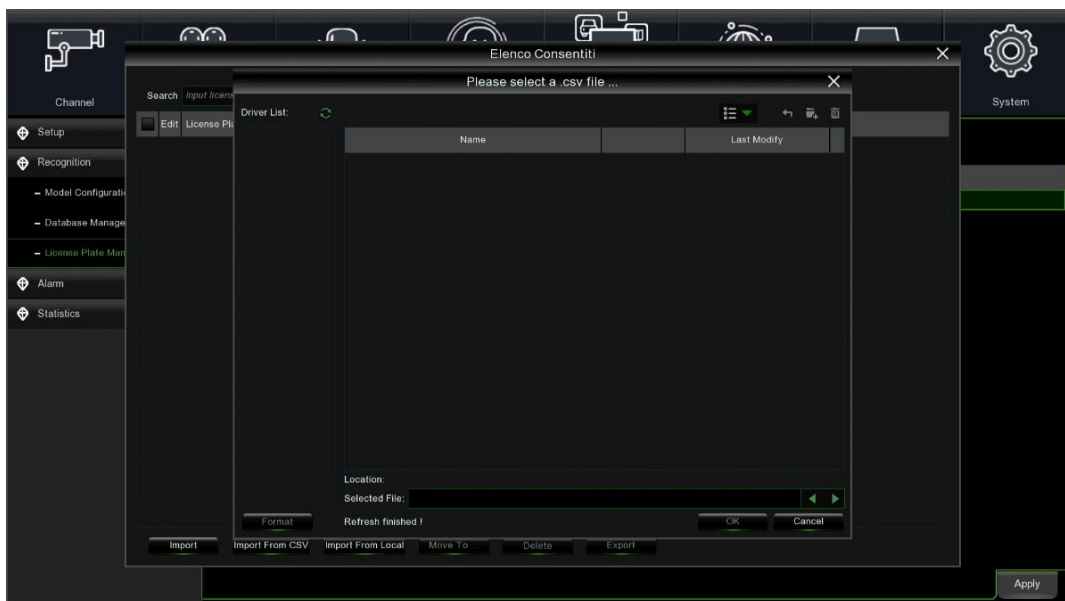 Elenco Consentiti
Please select a .csv file ...
Channel
System
Search Input licens
Driver List:
Edit License Pla
Name Last Modify
Setup
Recognition
Model Configurati
Database Manage
License Plate Man
Alarm
Statistics
Location:
Selected File:
Format Refresh finished ! OK Cancel
Import Import From CSV Import From Local Move To Delete Export
Apply